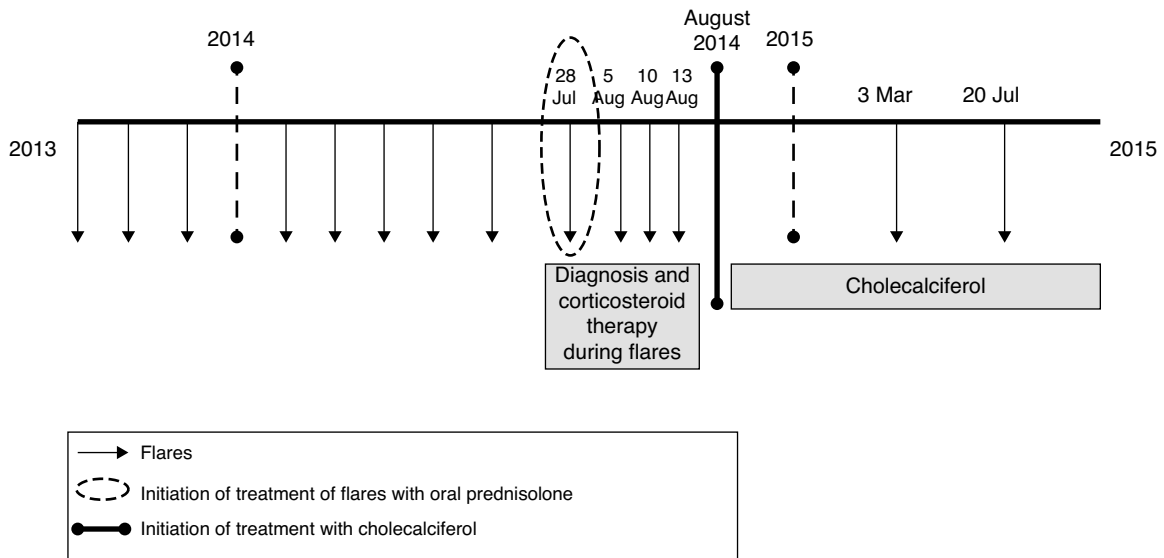 August
2014
2014
2015
28
Jul
5
Aug
10
Aug
13
Aug
3 Mar
20 Jul
2013
2015
Diagnosis and
corticosteroid
therapy
during flares
Cholecalciferol
Flares
Initiation of treatment of flares with oral prednisolone
Initiation of treatment with cholecalciferol